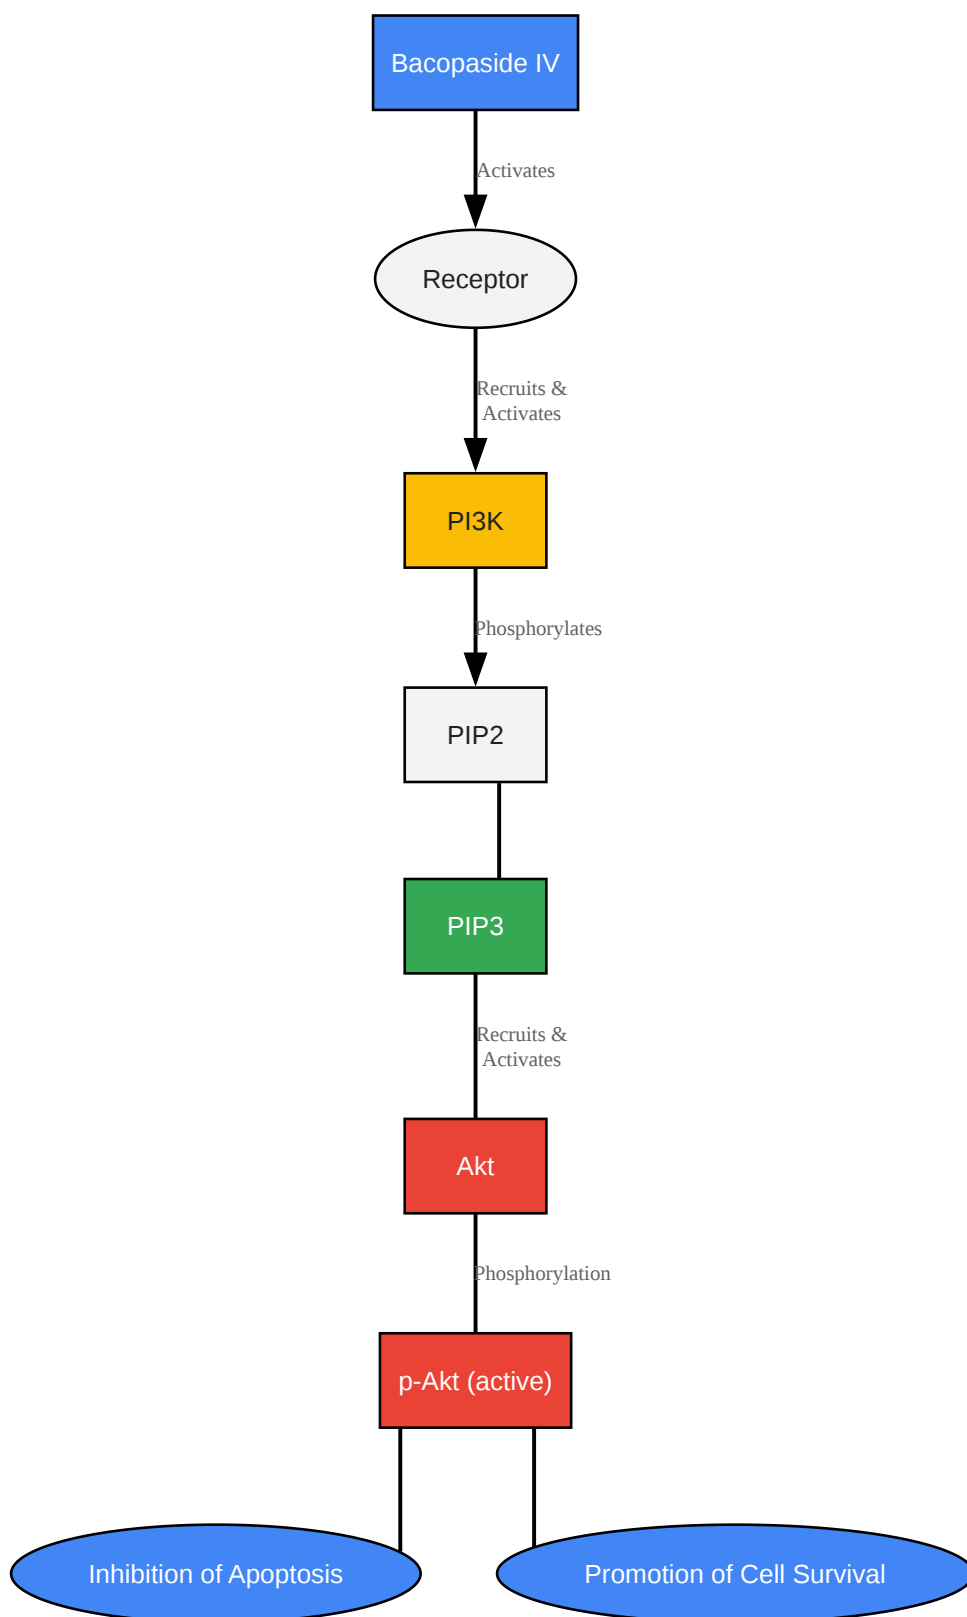 Bacopaside IV
Activates
Receptor
Recruits &
Activates
PI3K
Phosphorylates
PIP2
PIP3
Recruits &
Activates
Akt
Phosphorylation
p-Akt (active)
Inhibition of Apoptosis
Promotion of Cell Survival